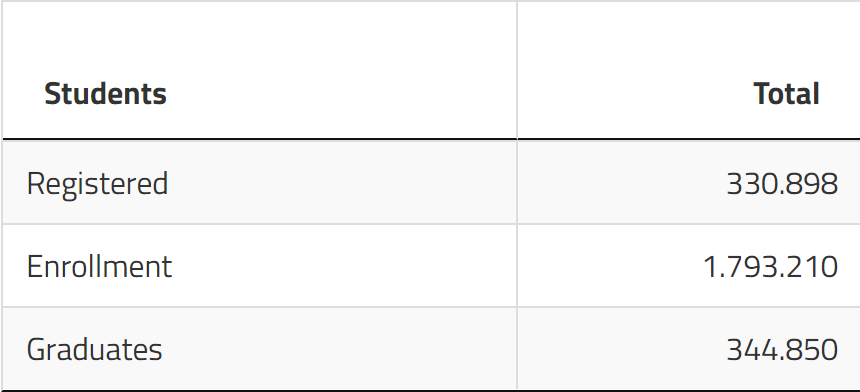 Students Total
Registered 330.898
Enrollment 1.793.210
Graduates 344.850